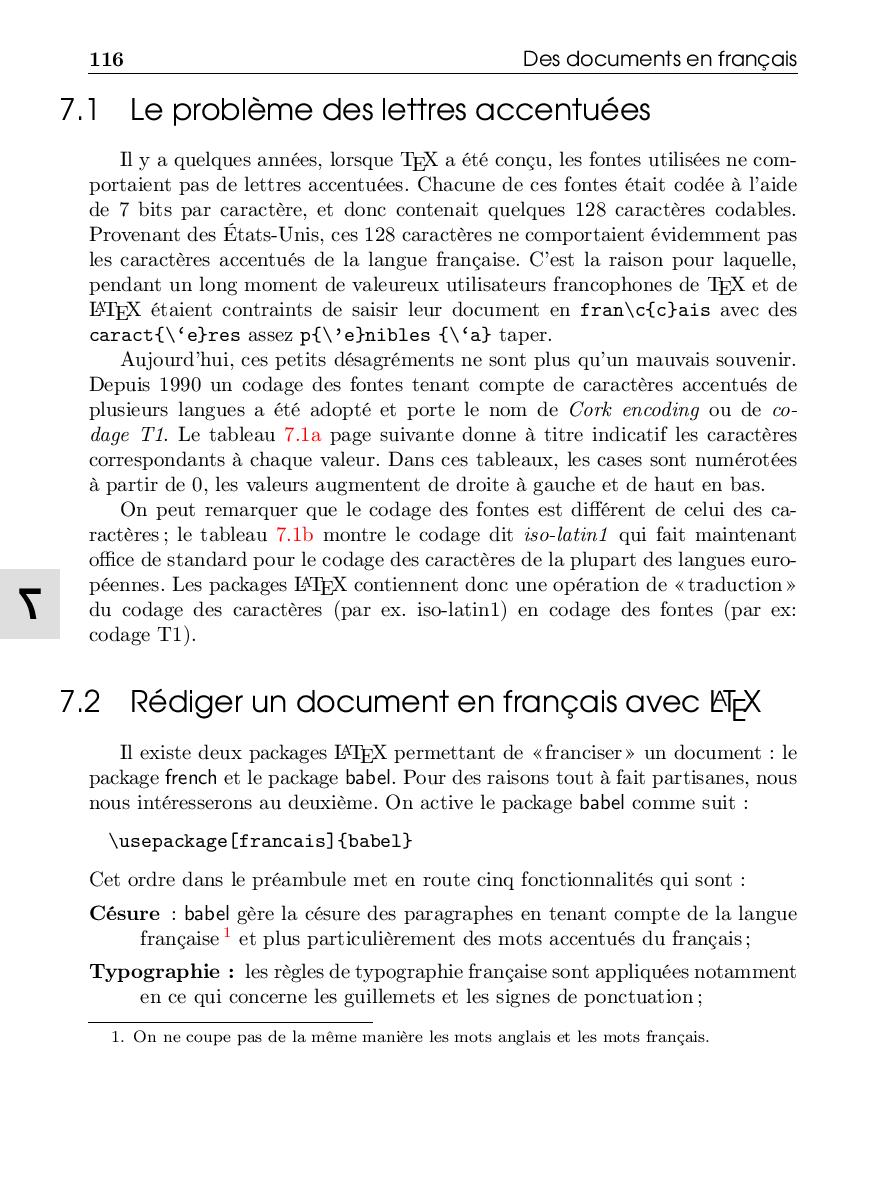 116 Des documents en français
7.1 Le problème des lettres accentuées
Il y a quelques années, lorsque TEX a été conçu, les fontes utilisées ne com-
portaient pas de lettres accentuées. Chacune de ces fontes était codée à l'aide
de 7 bits par caractère, et donc contenait quelques 128 caractères codables.
Provenant des États-Unis, ces 128 caractères ne comportaient évidemment pas
les caractères accentués de la langue française. C'est la raison pour laquelle,
pendant un long moment de valeureux utilisateurs francophones de TEX et de
LATEX étaient contraints de saisir leur document en fran\c{c}ais avec des
caract{\‘e}res assez p{\’e}nibles {\‘a} taper.
Aujourd'hui, ces petits désagréments ne sont plus qu'un mauvais souvenir.
Depuis 1990 un codage des fontes tenant compte de caractères accentués de
plusieurs langues a été adopté et porte le nom de Cork encoding ou de co-
dage T1. Le tableau 7.1a page suivante donne à titre indicatif les caractères
correspondants à chaque valeur. Dans ces tableaux, les cases sont numérotées
à partir de 0, les valeurs augmentent de droite à gauche et de haut en bas.
On peut remarquer que le codage des fontes est différent de celui des ca-
ractères ; le tableau 7.1b montre le codage dit iso-latin1 qui fait maintenant
office de standard pour le codage des caractères de la plupart des langues euro-
péennes. Les packages LATEX contiennent donc une opération de « traduction »
du codage des caractères (par ex. iso-latin1) en codage des fontes (par ex:
codage T1).
7
7.2 Rédiger un document en français avec LATEX
Il existe deux packages LATEX permettant de « franciser » un document : le
package french et le package babel. Pour des raisons tout à fait partisanes, nous
nous intéresserons au deuxième. On active le package babel comme suit :
\usepackage[francais]{babel}
Cet ordre dans le préambule met en route cinq fonctionnalités qui sont :
Césure : babel gère la césure des paragraphes en tenant compte de la langue
française 1 et plus particulièrement des mots accentués du français ;
Typographie : les règles de typographie française sont appliquées notamment
en ce qui concerne les guillemets et les signes de ponctuation ;
1. On ne coupe pas de la même manière les mots anglais et les mots français.